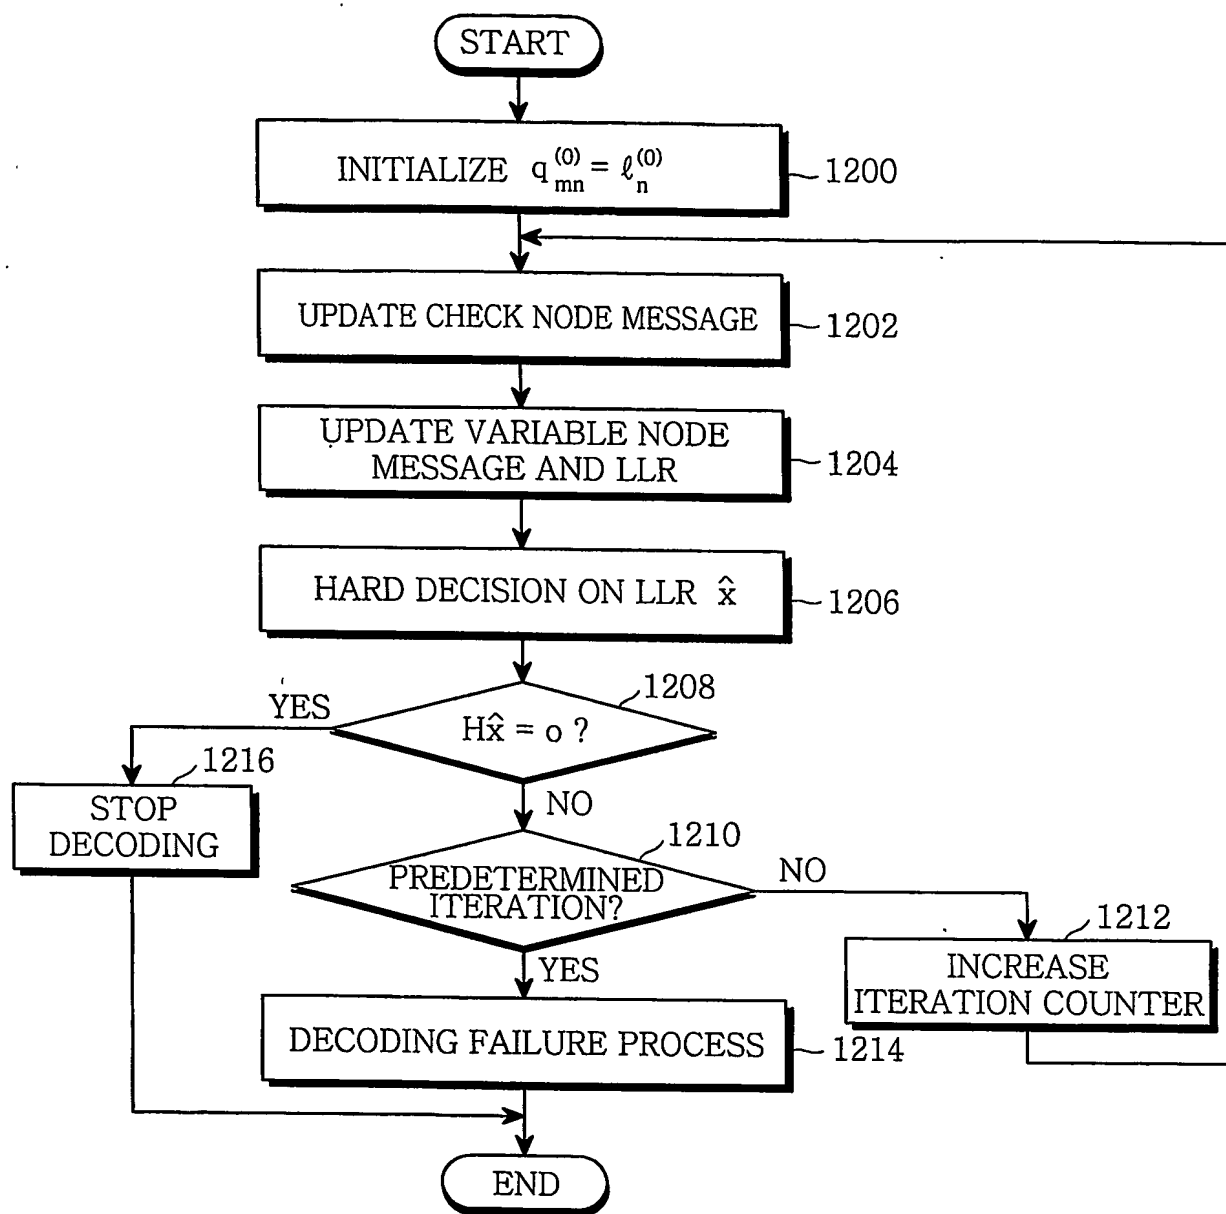 START
INITIALIZE q_mn^(0) = ℓ_n^(0)
1200
UPDATE CHECK NODE MESSAGE
1202
UPDATE VARIABLE NODE
MESSAGE AND LLR
1204
HARD DECISION ON LLR x̂
1206
1208
YES
Hx̂ = o ?
1216
STOP
DECODING
NO
1210
PREDETERMINED
ITERATION?
NO
1212
INCREASE
ITERATION COUNTER
YES
DECODING FAILURE PROCESS
1214
END